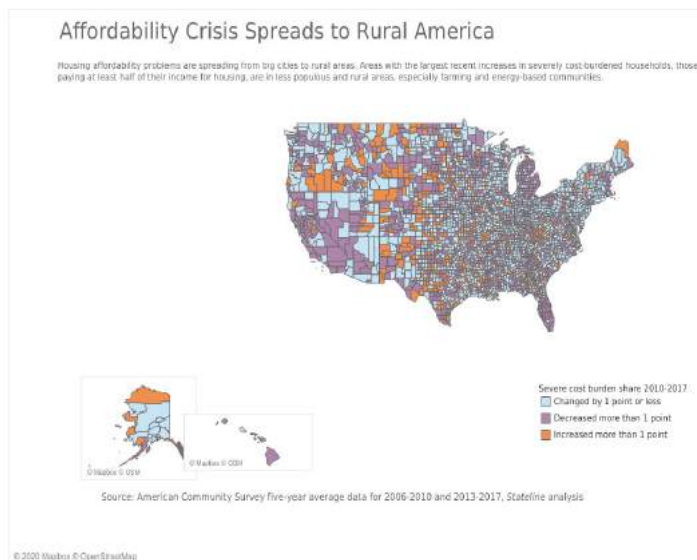 Affordability Crisis Spreads to Rural America
Housing affordability problems are spreading from big cities to rural areas. Areas with the largest recent increases in severely cost-burdened households, those
paying at least half of their income for housing, are in less populous and rural areas, especially farming and energy-based communities.
Severe cost burden share 2010-2017
Changed by 1 point or less
Decreased more than 1 point
Increased more than 1 point
© Mapbox © OSM
© Mapbox © OSM
Source: American Community Survey five-year average data for 2006-2010 and 2013-2017, Stateline analysis
© 2020 Mapbox © OpenStreetMap